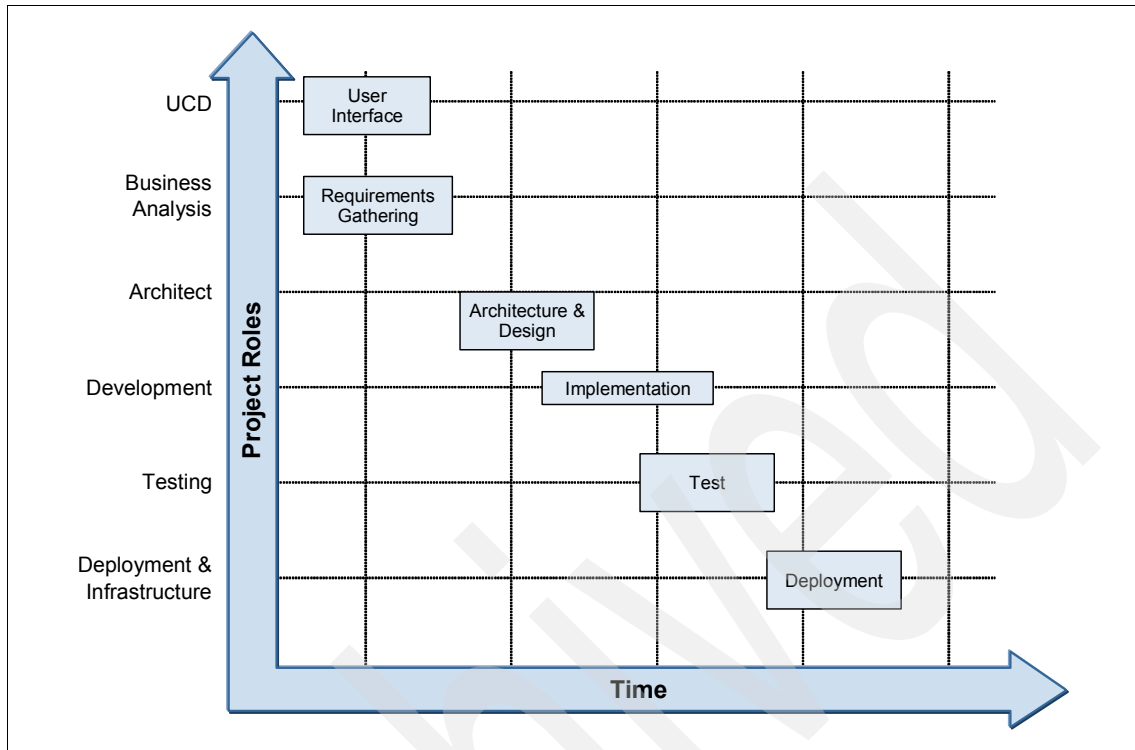 UCD
User
Interface
Business
Analysis
Requirements
Gathering
Architect
Architecture &
Design
Project Roles
Development
Implementation
Testing
Test
Deployment &
Infrastructure
Deployment
Time
hived